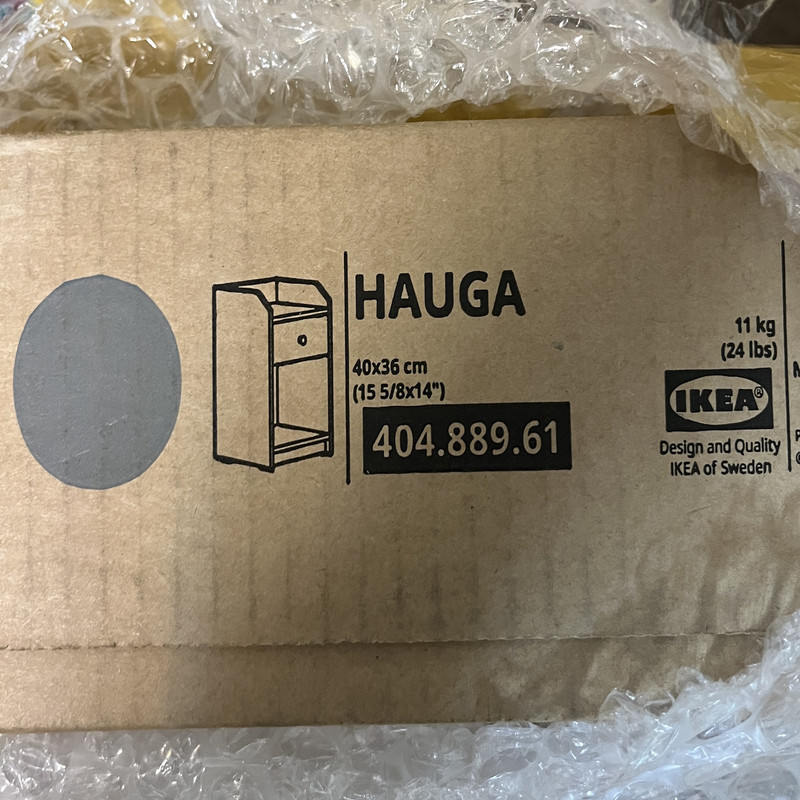 HAUGA
40x36 cm
(15 5/8x14")
404.889.61
11 kg
(24 lbs)
IKEA®
Design and Quality
IKEA of Sweden